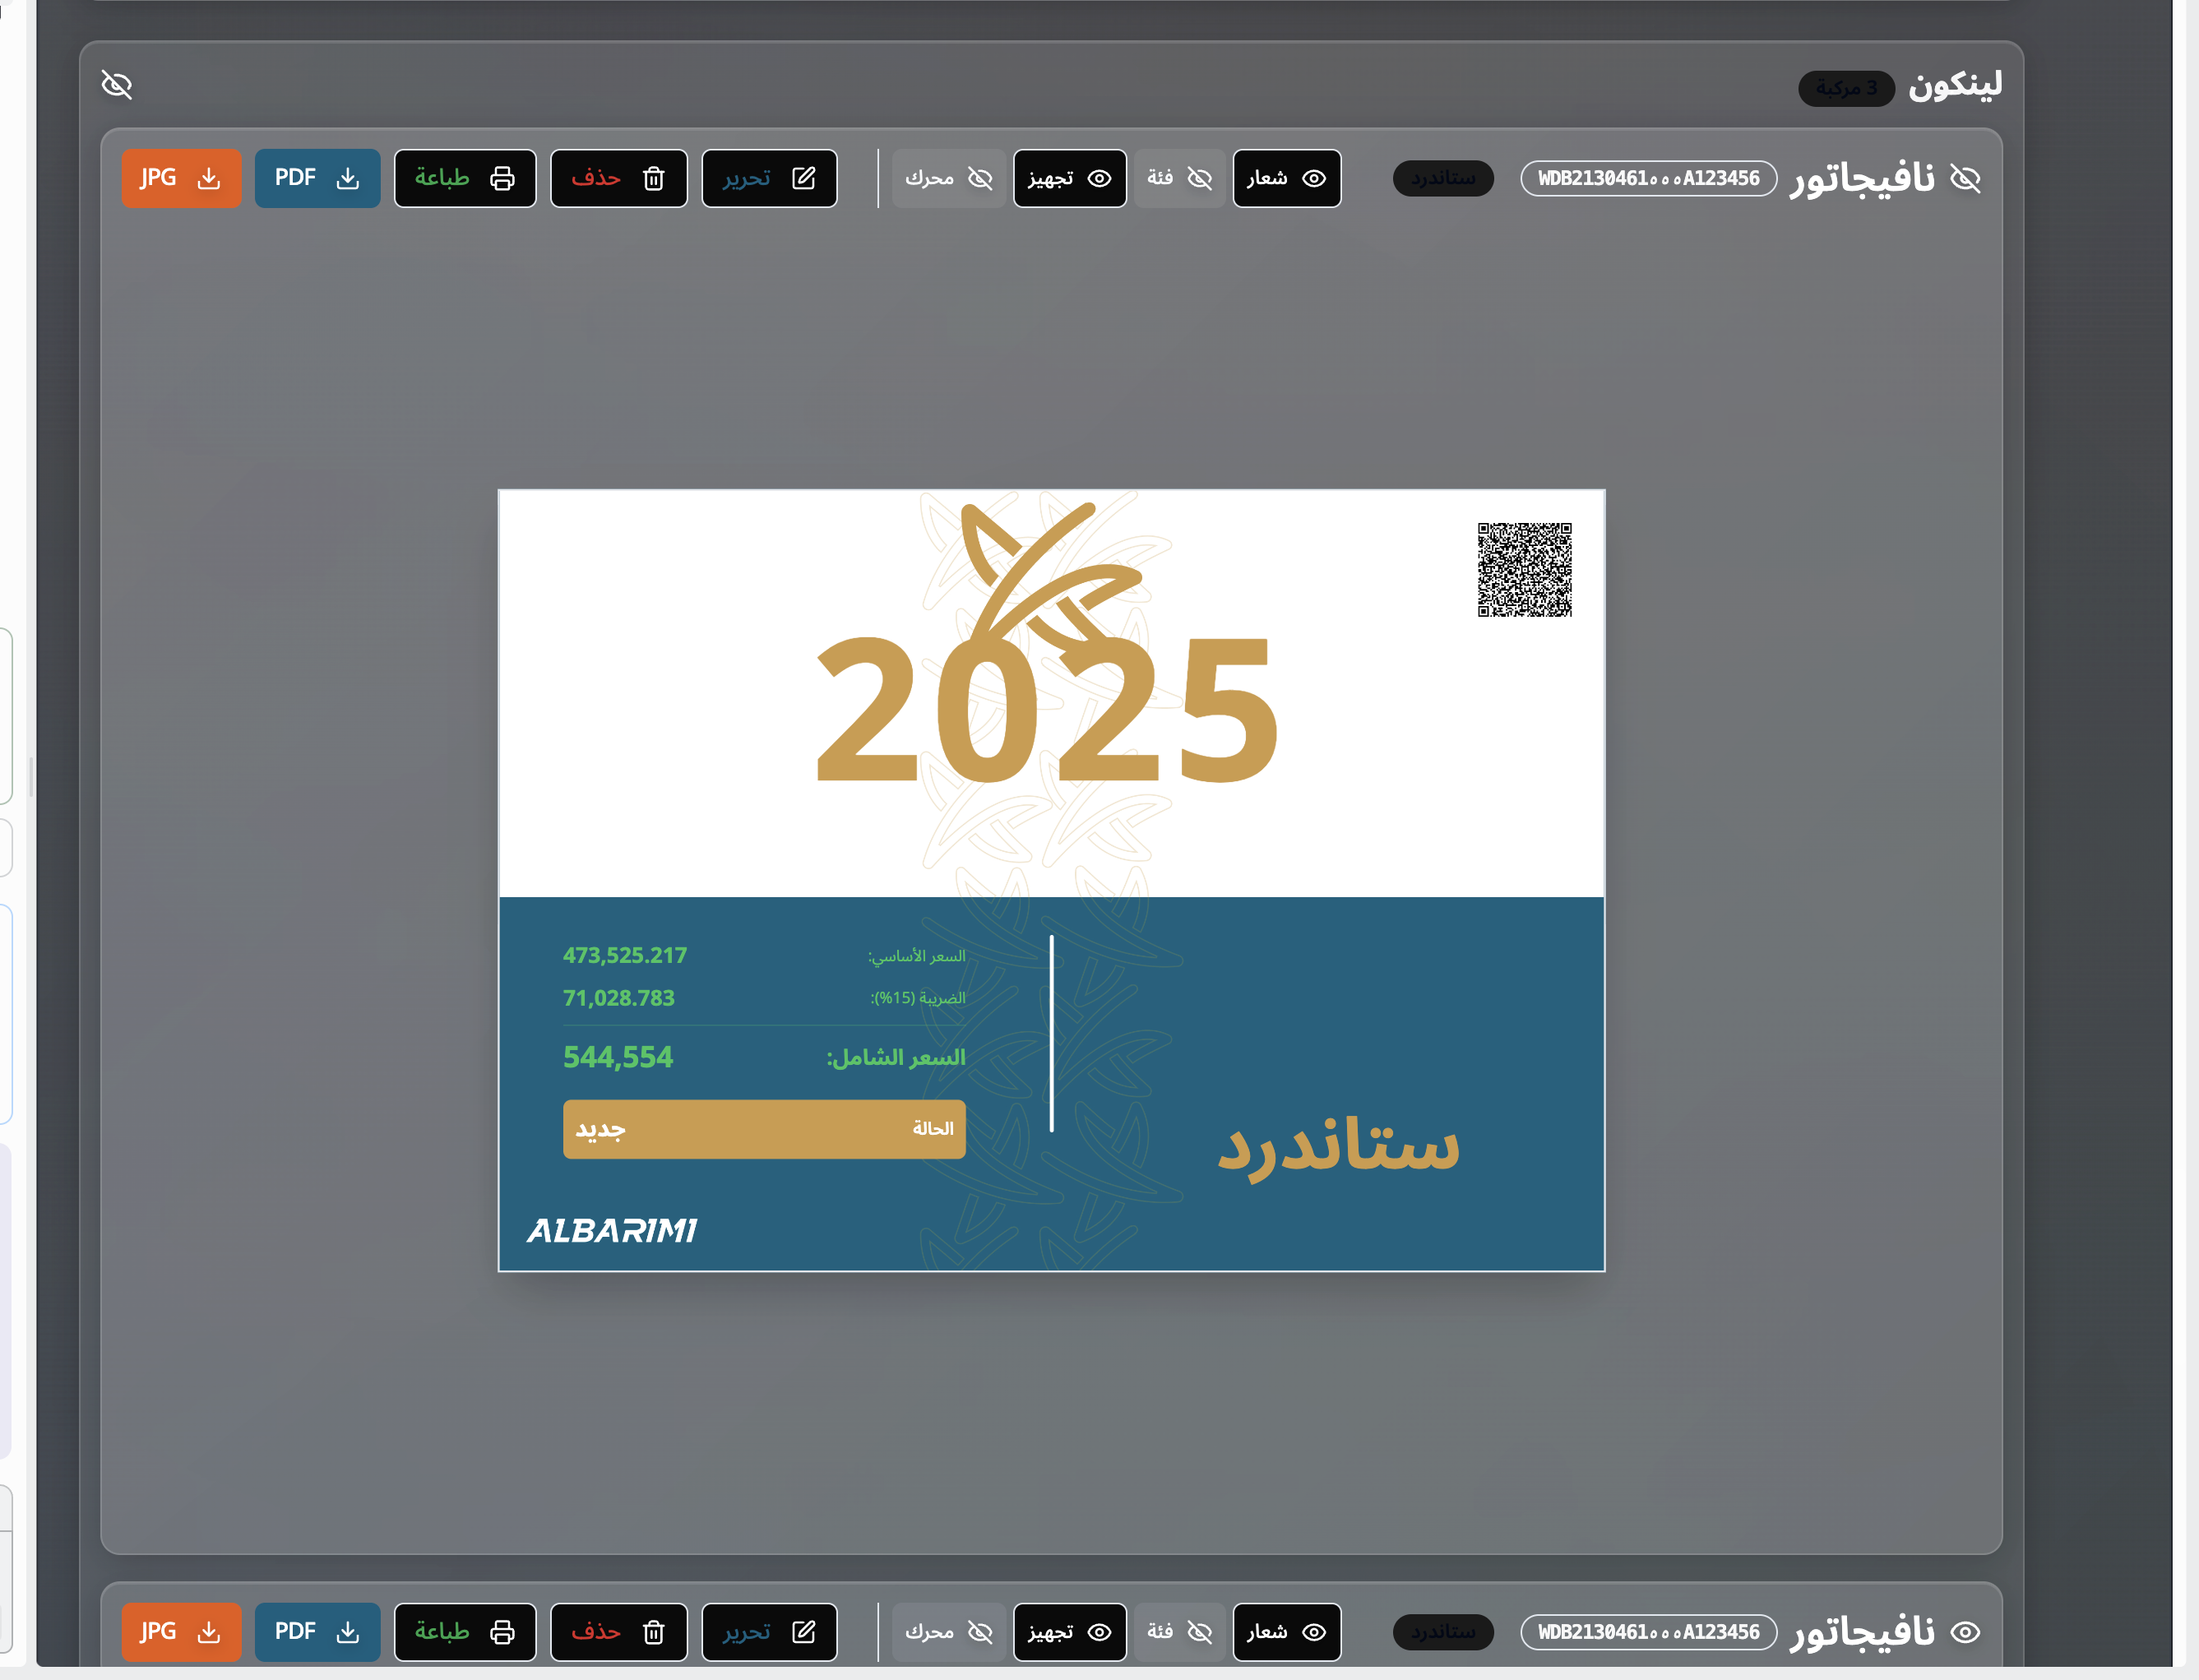 لينكون 3 مركبة
نافيجاتور WDB2130461٠٠٠A123456 ستاندرد شعار فئة تجهيز محرك تحرير حذف طباعة PDF JPG
2025
السعر الأساسي: 473,525.217
الضريبة (15%): 71,028.783
السعر الشامل: 544,554
الحالة جديد
ستاندرد
ALBARIMI
نافيجاتور WDB2130461٠٠٠A123456 ستاندرد شعار فئة تجهيز محرك تحرير حذف طباعة PDF JPG